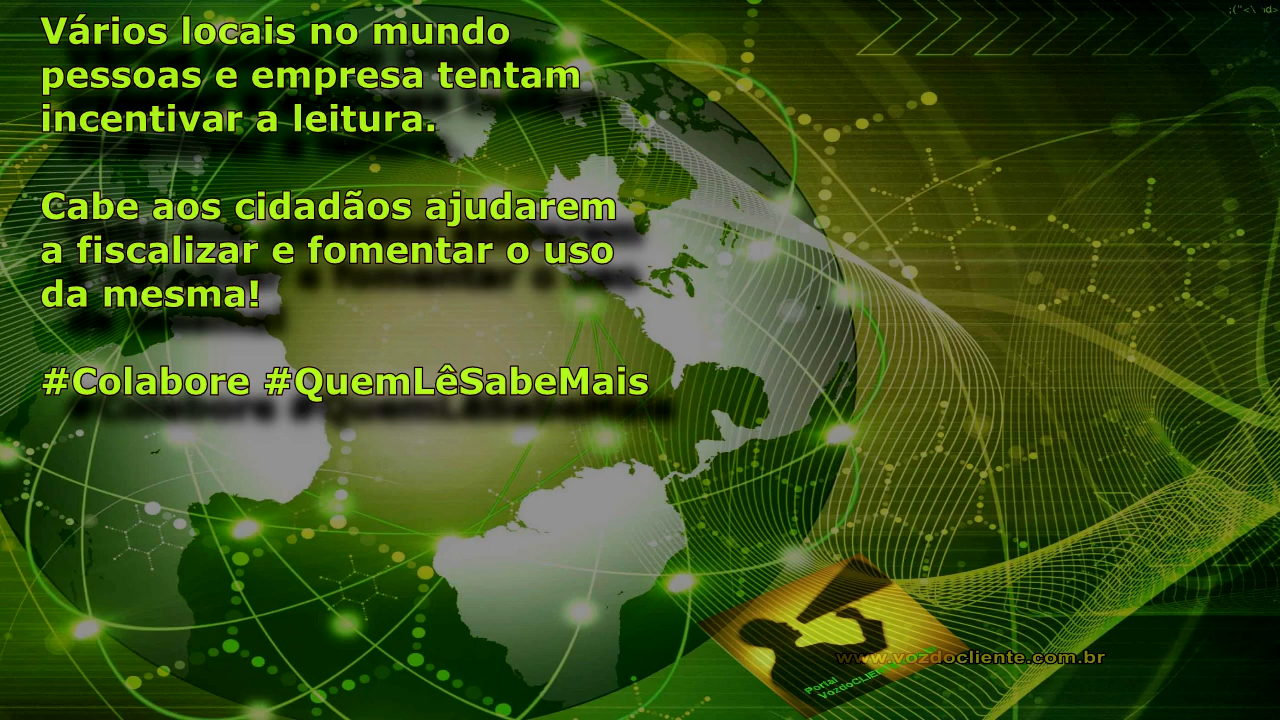 Vários locais no mundo
pessoas e empresa tentam
incentivar a leitura.
Cabe aos cidadãos ajudarem
a fiscalizar e fomentar o uso
da mesma!
#Colabore #QuemLêSabeMais
www.vozdocliente.com.br
Portal